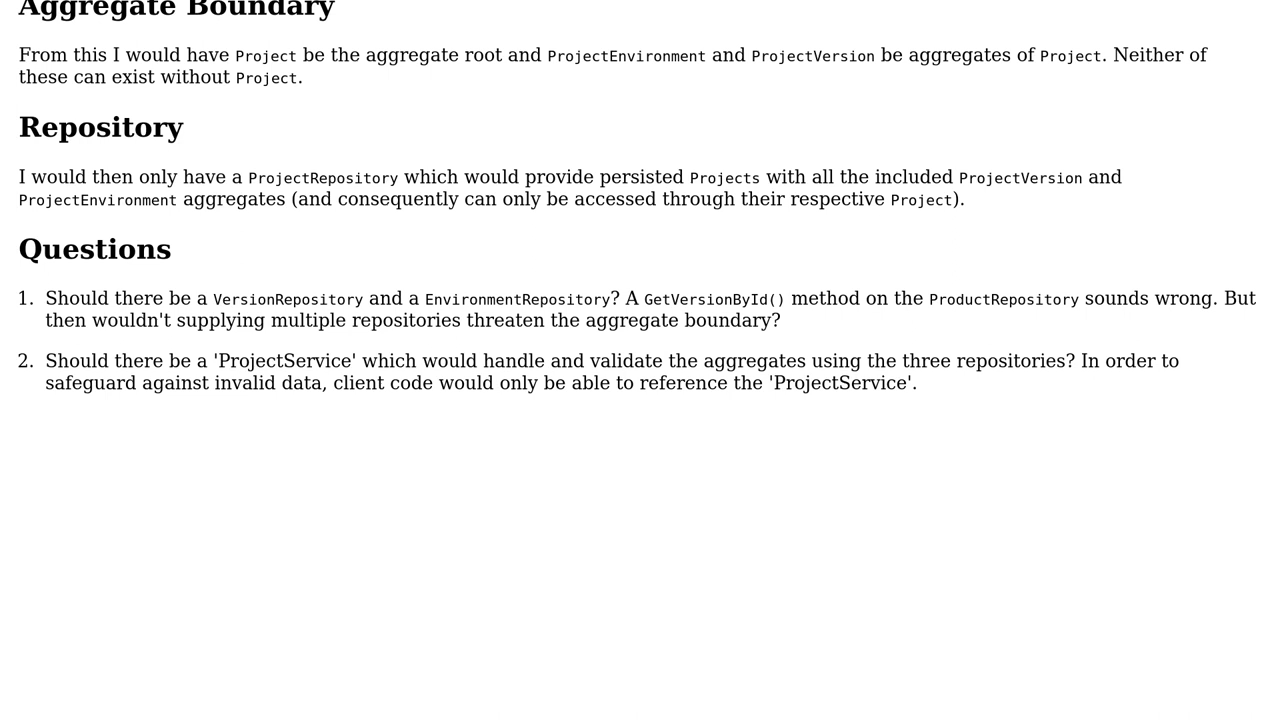 Aggregate Boundary
From this I would have Project be the aggregate root and ProjectEnvironment and ProjectVersion be aggregates of Project. Neither of
these can exist without Project.
Repository
I would then only have a ProjectRepository which would provide persisted Projects with all the included ProjectVersion and
ProjectEnvironment aggregates (and consequently can only be accessed through their respective Project).
Questions
1. Should there be a VersionRepository and a EnvironmentRepository? A GetVersionById() method on the ProductRepository sounds wrong. But
then wouldn't supplying multiple repositories threaten the aggregate boundary?
2. Should there be a 'ProjectService' which would handle and validate the aggregates using the three repositories? In order to
safeguard against invalid data, client code would only be able to reference the 'ProjectService'.